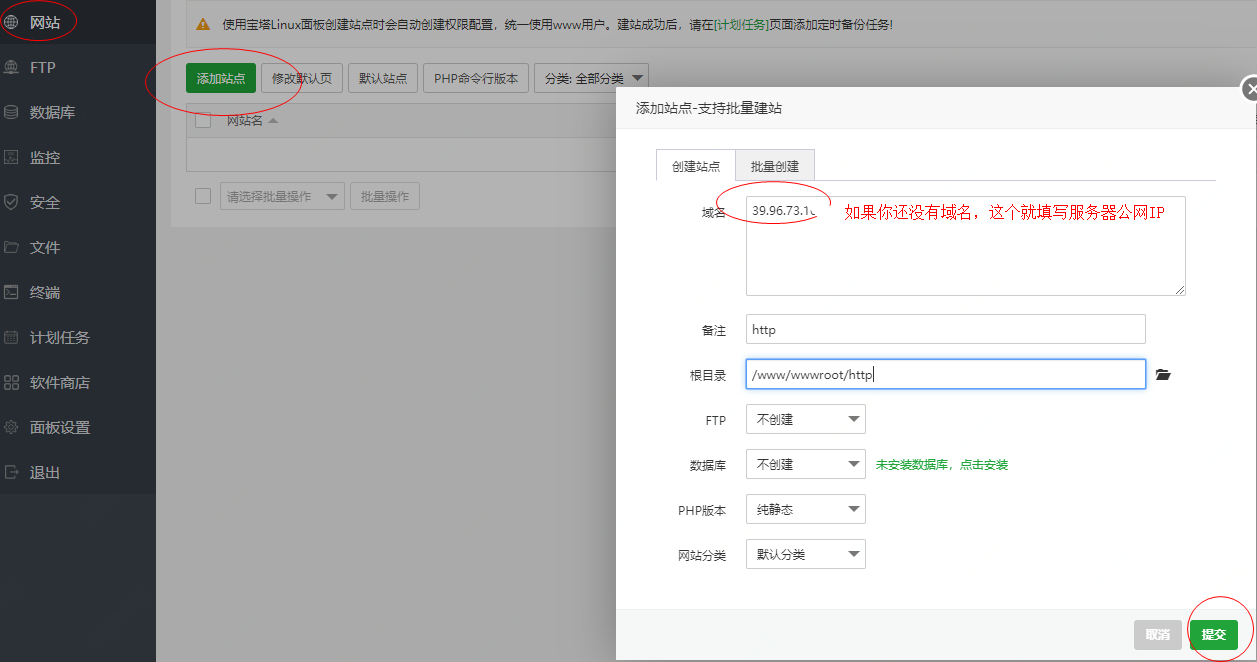 网站
FTP
数据库
监控
安全
文件
终端
计划任务
软件商店
面板设置
退出
使用宝塔Linux面板创建站点时会自动创建权限配置，统一使用www用户。建站成功后，请在[计划任务]页面添加定时备份任务!
添加站点 修改默认页 默认站点 PHP命令行版本 分类: 全部分类
网站名
请选择批量操作 批量操作
添加站点-支持批量建站
创建站点 批量创建
域名 39.96.73.1 如果你还没有域名，这个就填写服务器公网IP
备注 http
根目录 /www/wwwroot/http
FTP 不创建
数据库 不创建 未安装数据库，点击安装
PHP版本 纯静态
网站分类 默认分类
取消 提交